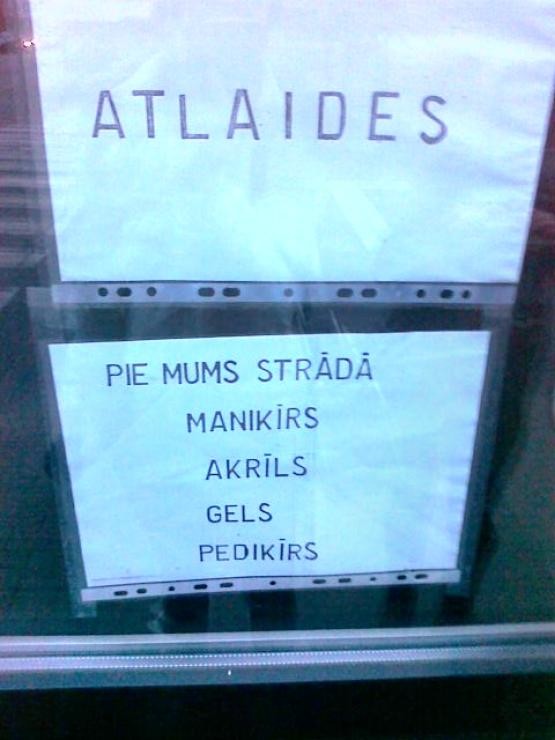 ATLAIDES
PIE MUMS STRĀDĀ
MANIKĪRS
AKRĪLS
GELS
PEDIKĪRS